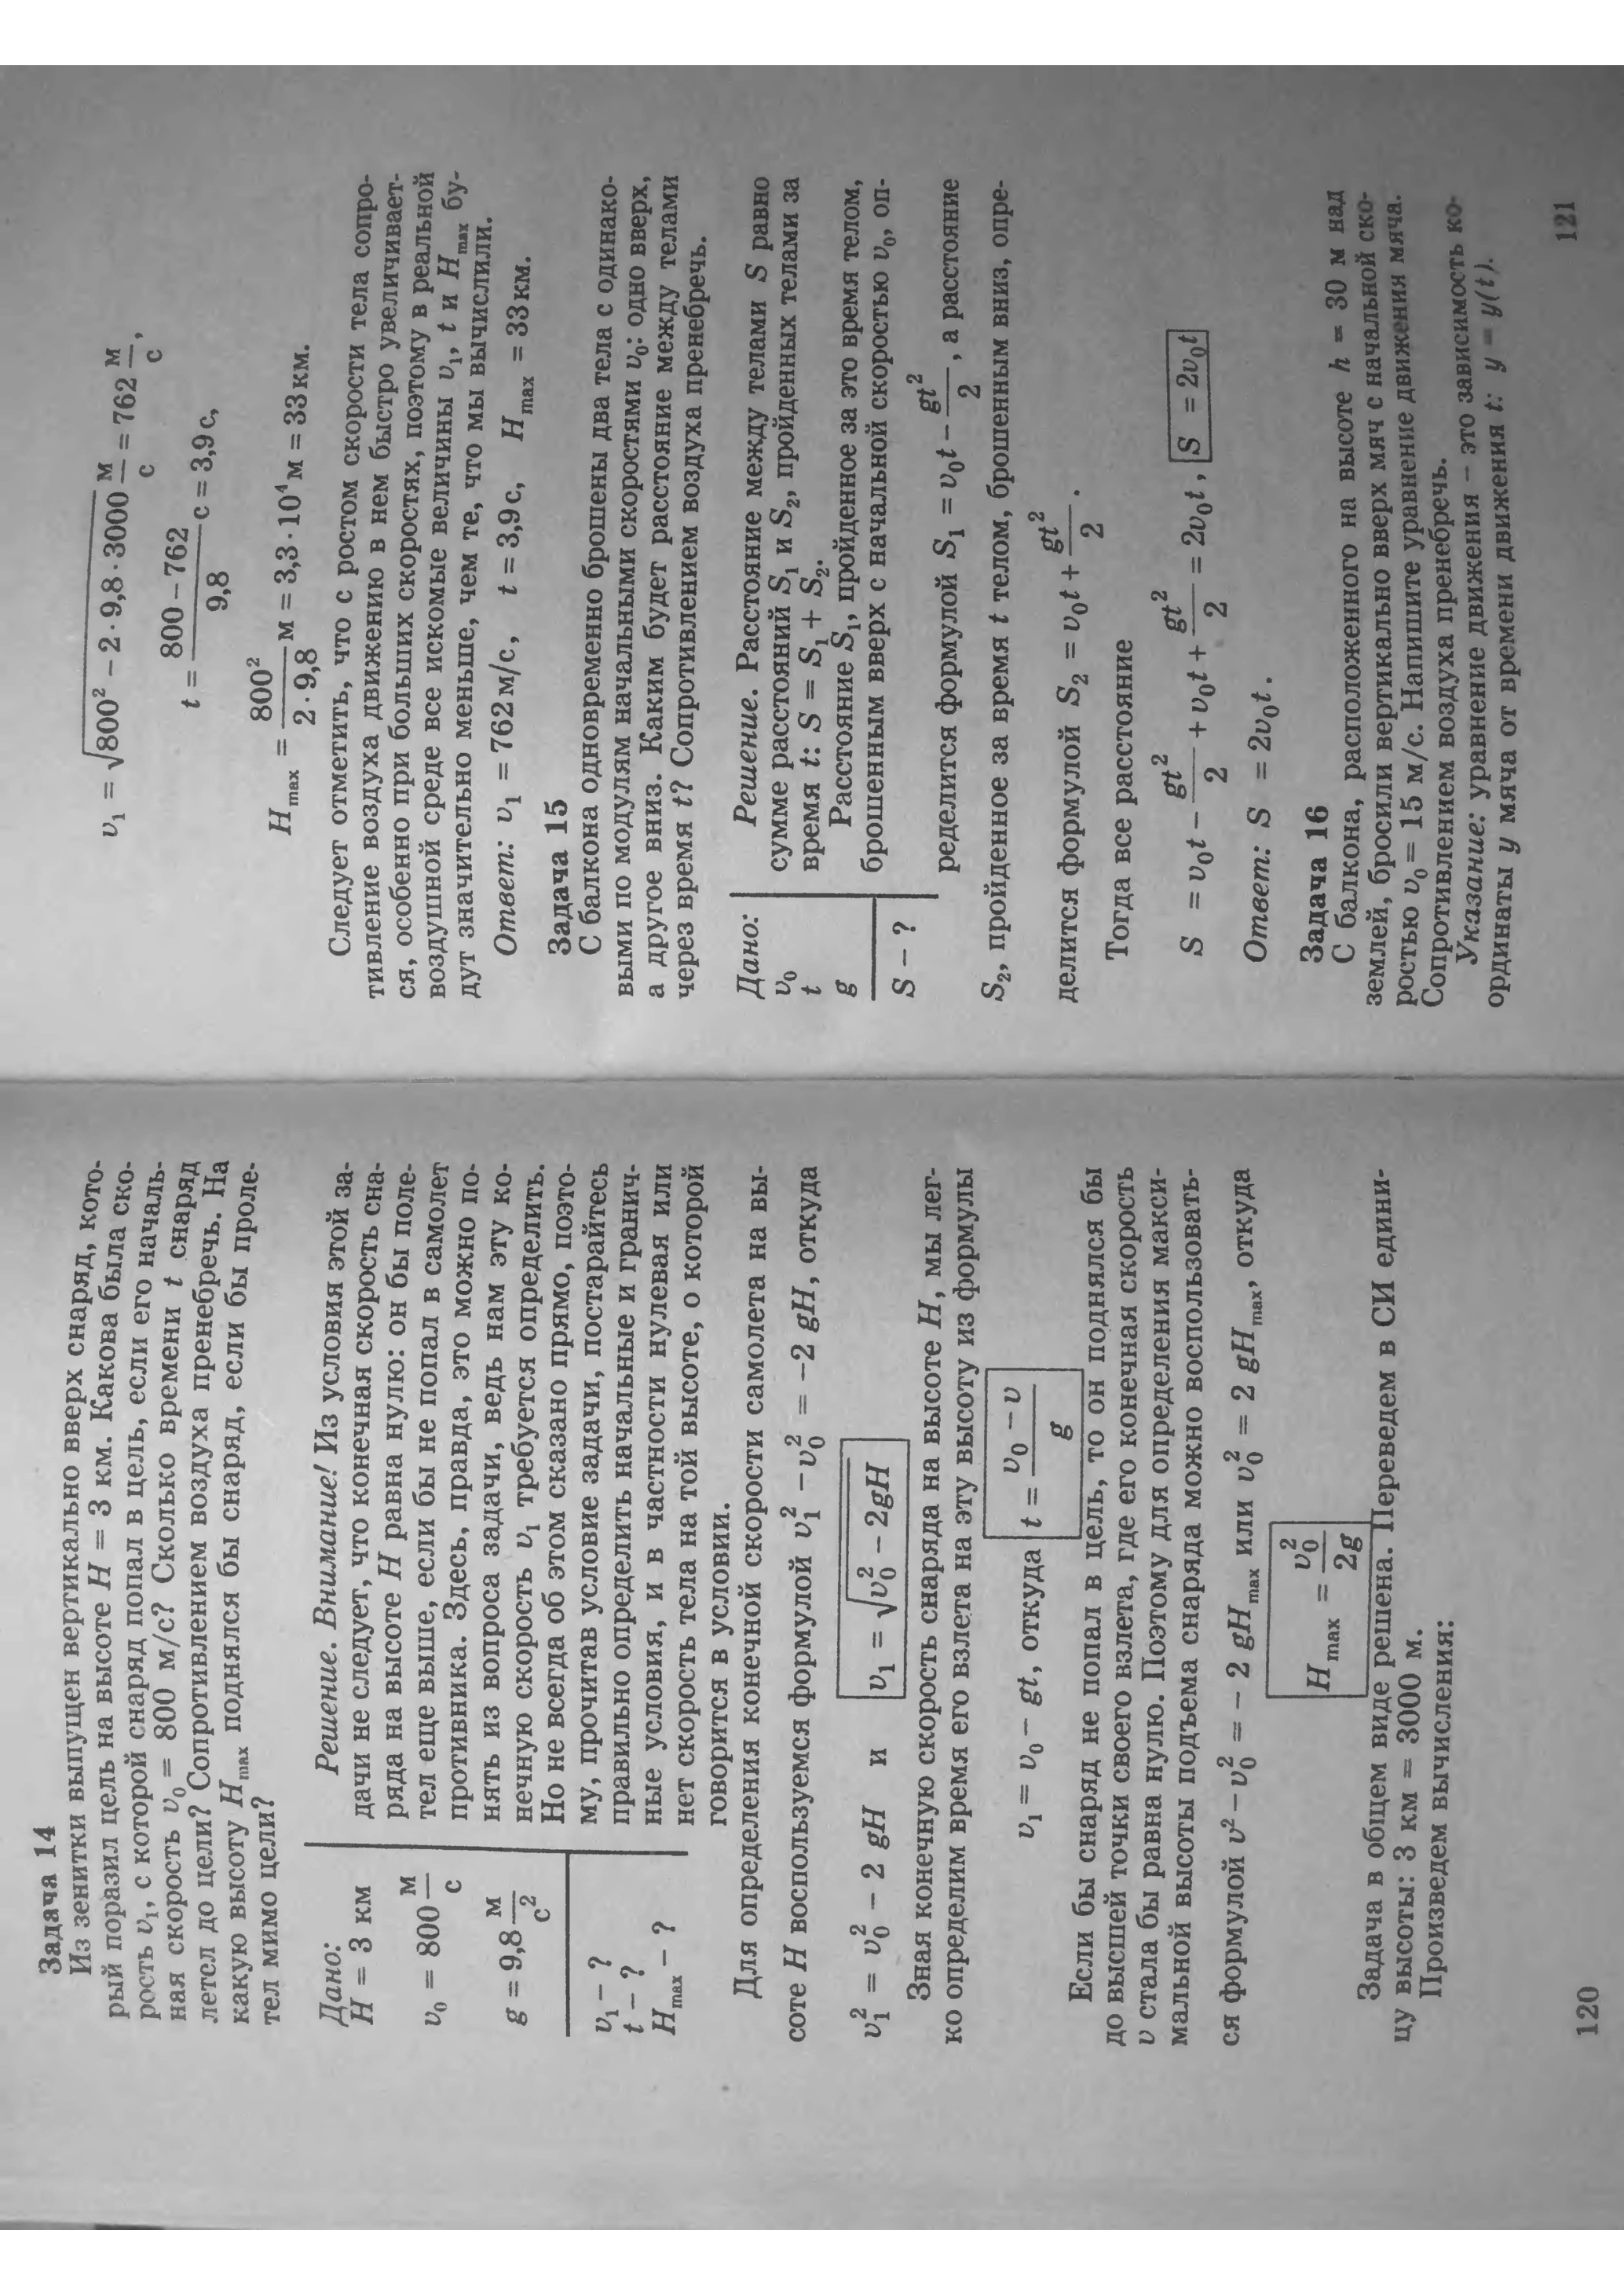 Задача 14
Из зенитки выпущен вертикально вверх снаряд, кото-
рый поразил цель на высоте H = 3 км. Какова была ско-
рость v₁, с которой снаряд попал в цель, если его началь-
ная скорость v₀ = 800 м/с? Сколько времени t снаряд
летел до цели? Сопротивлением воздуха пренебречь. На
какую высоту Hmax поднялся бы снаряд, если бы проле-
тел мимо цели?
Дано:
H = 3 км
v₀ = 800 м/с
g = 9,8 м/с²
v₁ – ?
t – ?
Hmax – ?
Решение. Внимание! Из условия этой за-
дачи не следует, что конечная скорость сна-
ряда на высоте H равна нулю: он бы поле-
тел еще выше, если бы не попал в самолет
противника. Здесь, правда, это можно по-
нять из вопроса задачи, ведь нам эту ко-
нечную скорость v₁ требуется определить.
Но не всегда об этом сказано прямо, поэто-
му, прочитав условие задачи, постарайтесь
правильно определить начальные и гранич-
ные условия, и в частности нулевая или
нет скорость тела на той высоте, о которой
говорится в условии.
Для определения конечной скорости самолета на вы-
соте H воспользуемся формулой v₁² – v₀² = –2 gH, откуда
v₁² = v₀² – 2 gH и v₁ = √(v₀² – 2gH)
Зная конечную скорость снаряда на высоте H, мы лег-
ко определим время его взлета на эту высоту из формулы
v₁ = v₀ – gt, откуда t = (v₀ – v)/g
Если бы снаряд не попал в цель, то он поднялся бы
до высшей точки своего взлета, где его конечная скорость
v стала бы равна нулю. Поэтому для определения макси-
мальной высоты подъема снаряда можно воспользовать-
ся формулой v² – v₀² = – 2 gHmax или v₀² = 2 gHmax, откуда
Hmax = v₀²/2g
Задача в общем виде решена. Переведем в СИ едини-
цу высоты: 3 км = 3000 м.
Произведем вычисления:
120
v₁ = √(800² – 2 · 9,8 · 3000) м/с = 762 м/с,
t = (800 – 762)/9,8 с = 3,9 с,
Hmax = 800²/(2 · 9,8) м = 3,3 · 10⁴ м = 33 км.
Следует отметить, что с ростом скорости тела сопро-
тивление воздуха движению в нем быстро увеличивает-
ся, особенно при больших скоростях, поэтому в реальной
воздушной среде все искомые величины v₁, t и Hmax бу-
дут значительно меньше, чем те, что мы вычислили.
Ответ: v₁ = 762 м/с, t = 3,9 с, Hmax = 33 км.
Задача 15
С балкона одновременно брошены два тела с одинако-
выми по модулям начальными скоростями v₀: одно вверх,
а другое вниз. Каким будет расстояние между телами
через время t? Сопротивлением воздуха пренебречь.
Дано:
v₀
t
g
S – ?
Решение. Расстояние между телами S равно
сумме расстояний S₁ и S₂, пройденных телами за
время t: S = S₁ + S₂.
Расстояние S₁, пройденное за это время телом,
брошенным вверх с начальной скоростью v₀, оп-
ределится формулой S₁ = v₀t – gt²/2, а расстояние
S₂, пройденное за время t телом, брошенным вниз, опре-
делится формулой S₂ = v₀t + gt²/2.
Тогда все расстояние
S = v₀t – gt²/2 + v₀t + gt²/2 = 2v₀t, S = 2v₀t
Ответ: S = 2v₀t.
Задача 16
С балкона, расположенного на высоте h = 30 м над
землей, бросили вертикально вверх мяч с начальной ско-
ростью v₀ = 15 м/с. Напишите уравнение движения мяча.
Сопротивлением воздуха пренебречь.
Указание: уравнение движения – это зависимость ко-
ординаты y мяча от времени движения t: y = y(t).
121